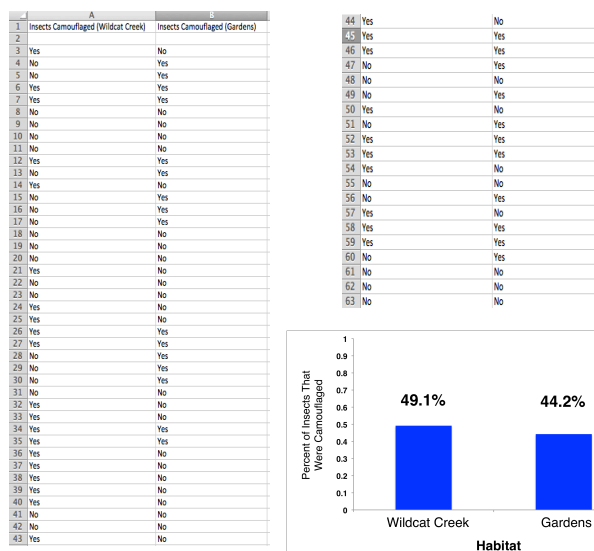 A B
1 Insects Camouflaged (Wildcat Creek) Insects Camouflaged (Gardens)
2
3 Yes No
4 No Yes
5 No Yes
6 Yes Yes
7 Yes Yes
8 No No
9 No No
10 No No
11 No No
12 Yes Yes
13 No Yes
14 Yes No
15 No Yes
16 No Yes
17 No Yes
18 No No
19 No No
20 No No
21 Yes No
22 No No
23 No No
24 Yes No
25 Yes No
26 Yes Yes
27 Yes Yes
28 No Yes
29 No Yes
30 No Yes
31 No No
32 Yes No
33 Yes No
34 Yes Yes
35 Yes Yes
36 Yes No
37 Yes No
38 Yes No
39 Yes No
40 Yes No
41 No No
42 No No
43 Yes No
44 Yes No
45 Yes Yes
46 Yes Yes
47 No Yes
48 No No
49 No Yes
50 Yes No
51 No Yes
52 Yes Yes
53 Yes Yes
54 Yes No
55 No No
56 No Yes
57 Yes No
58 Yes Yes
59 Yes Yes
60 No Yes
61 No No
62 No No
63 No No
Percent of Insects That
Were Camouflaged
1
0.9
0.8
0.7
0.6
0.5
0.4
0.3
0.2
0.1
0
49.1% 44.2%
Wildcat Creek Gardens
Habitat